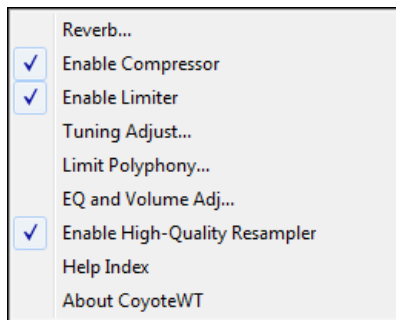 Reverb...
Enable Compressor
Enable Limiter
Tuning Adjust...
Limit Polyphony...
EQ and Volume Adj...
Enable High-Quality Resampler
Help Index
About CoyoteWT